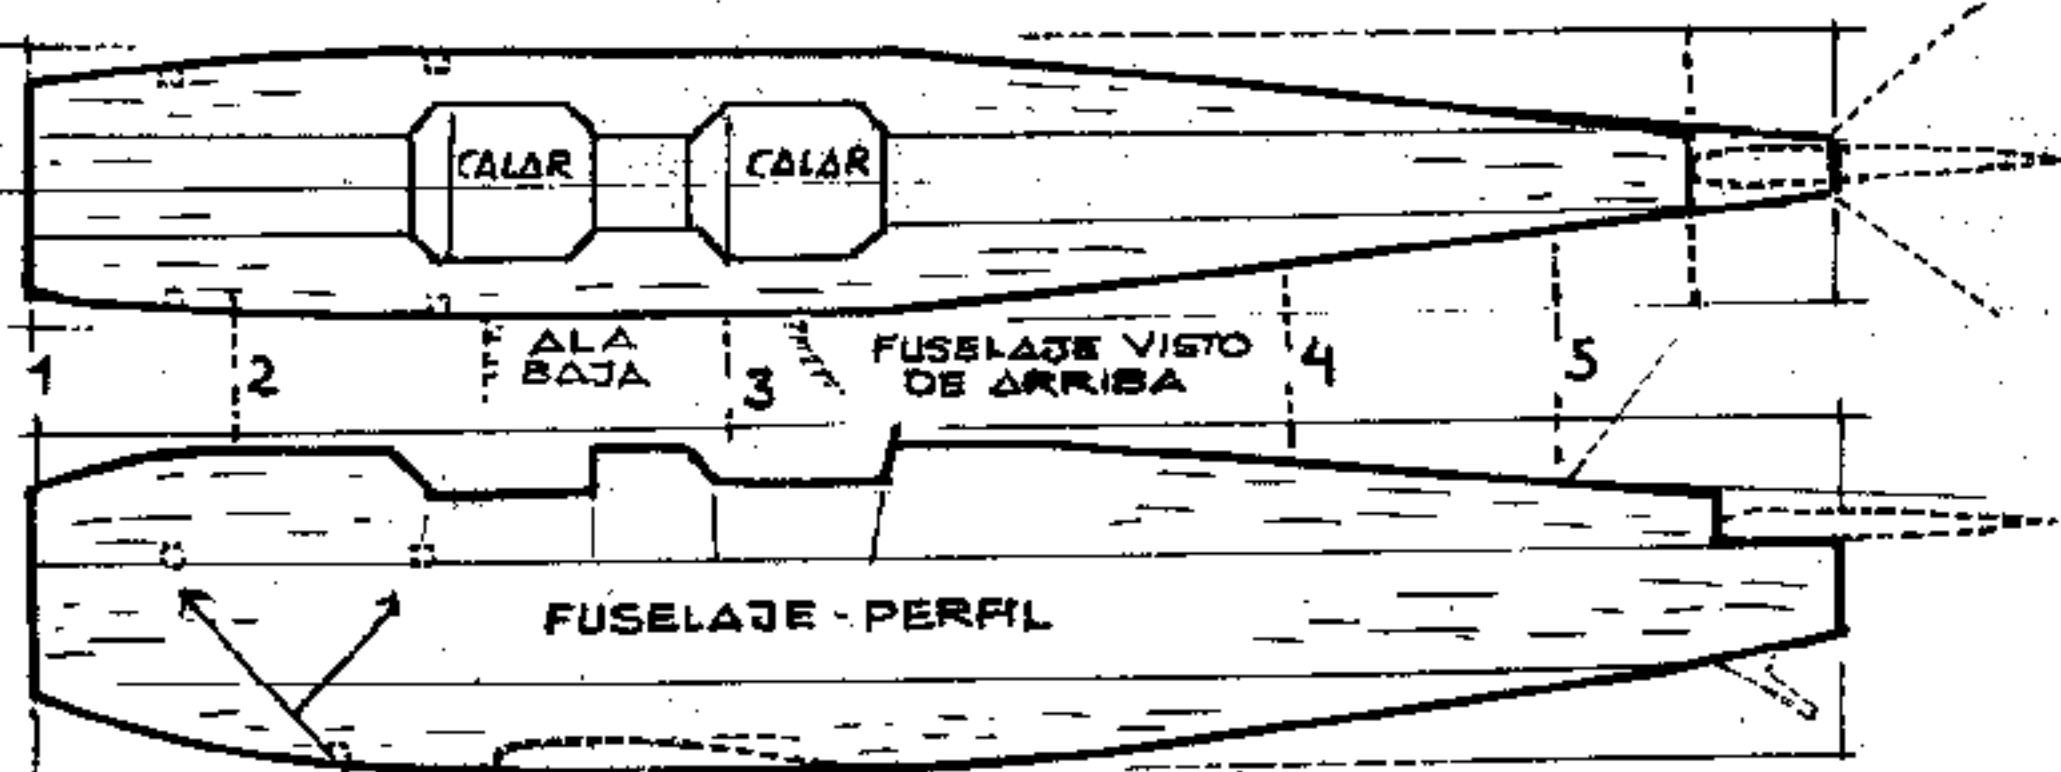 CALAR
CALAR
1
2
ALA
BAJA
3
FUSELAJE VISTO
DE ARRIBA
4
5
FUSELAJE - PERFIL